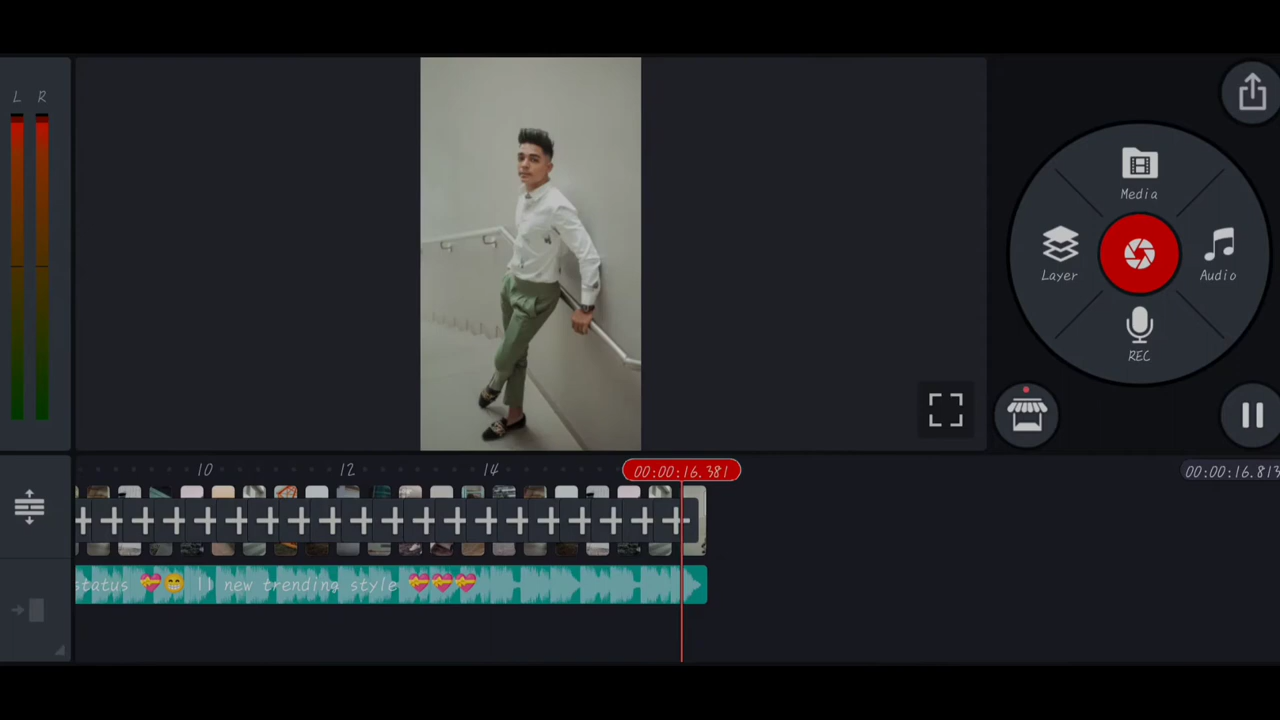 L R
Media
Layer
Audio
REC
10 12 14
00:00:16.381
00:00:16.813
status 💝😁 || new trending style 💝💝💝